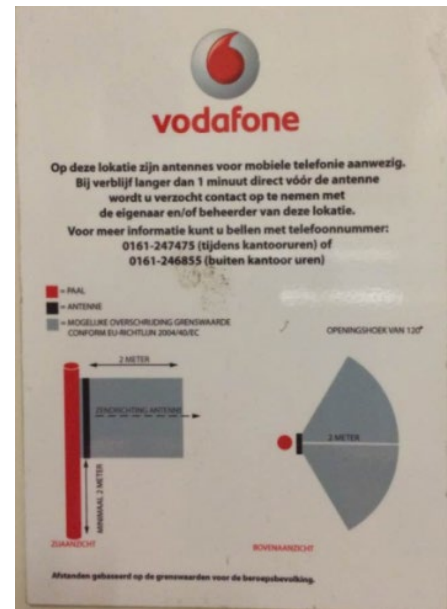 vodafone
Op deze lokatie zijn antennes voor mobiele telefonie aanwezig.
Bij verblijf langer dan 1 minuut direct vóór de antenne
wordt u verzocht contact op te nemen met
de eigenaar en/of beheerder van deze lokatie.
Voor meer informatie kunt u bellen met telefoonnummer:
0161-247475 (tijdens kantooruren) of
0161-246855 (buiten kantoor uren)
= PAAL
= ANTENNE
= MOGELIJKE OVERSCHRIJDING GRENSWAARDE
CONFORM EU-RICHTLIJN 2004/40/EC
OPENINGSHOEK VAN 120°
2 METER
ZENDRICHTING ANTENNE
2 METER
MINIMAAL 2 METER
ZIJAANZICHT
BOVENAANZICHT
Afstanden gebaseerd op de grenswaarden voor de beroepsbevolking.